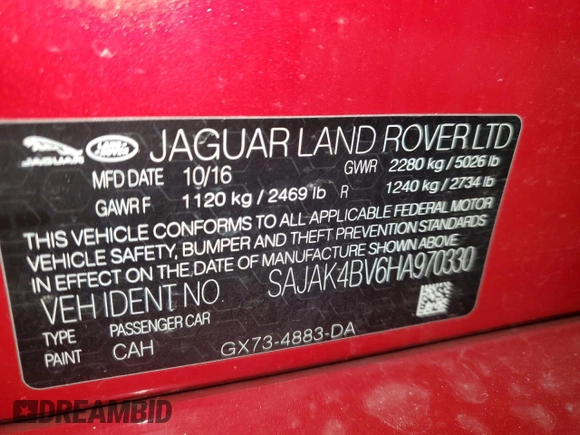 JAGUAR
LAND ROVER
JAGUAR LAND ROVER LTD
MFD DATE 10/16 GVWR 2280 kg / 5026 lb
GAWR F 1120 kg / 2469 lb R 1240 kg / 2734 lb
THIS VEHICLE CONFORMS TO ALL APPLICABLE FEDERAL MOTOR
VEHICLE SAFETY, BUMPER AND THEFT PREVENTION STANDARDS
IN EFFECT ON THE DATE OF MANUFACTURE SHOWN ABOVE
VEH IDENT NO SAJAK4BV6HA970330
TYPE PASSENGER CAR
PAINT CAH GX73-4883-DA
DREAMBID